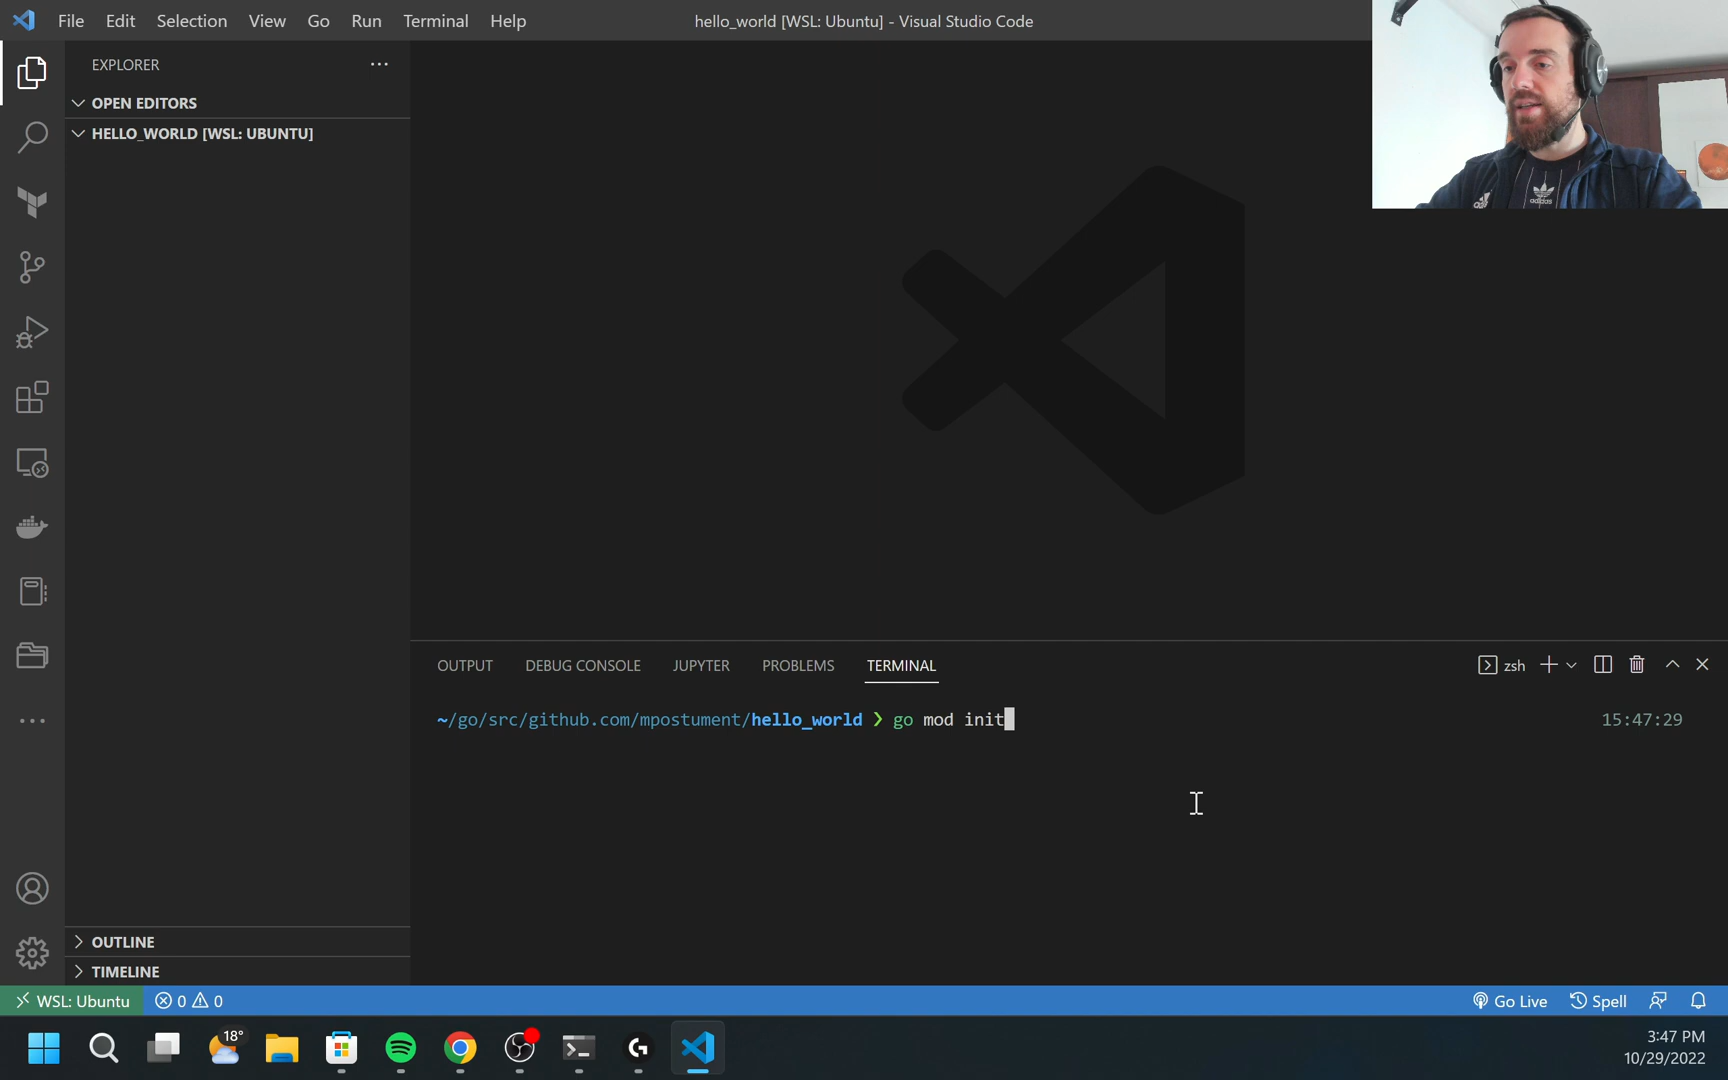 File Edit Selection View Go Run Terminal Help
hello_world [WSL: Ubuntu] - Visual Studio Code
EXPLORER
OPEN EDITORS
HELLO_WORLD [WSL: UBUNTU]
adidas
OUTPUT DEBUG CONSOLE JUPYTER PROBLEMS TERMINAL
zsh
~/go/src/github.com/mpostument/hello_world ❯ go mod init
15:47:29
OUTLINE
TIMELINE
WSL: Ubuntu 0 0
Go Live Spell
18°
3:47 PM
10/29/2022